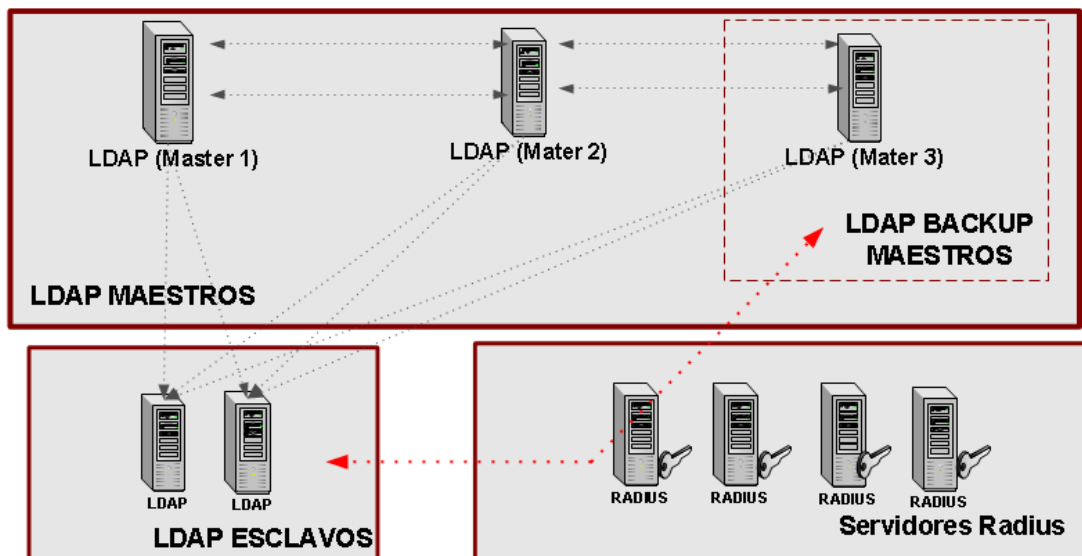 LDAP (Master 1)
LDAP (Mater 2)
LDAP (Mater 3)
LDAP BACKUP
MAESTROS
LDAP MAESTROS
LDAP
LDAP
LDAP ESCLAVOS
RADIUS
RADIUS
RADIUS
RADIUS
Servidores Radius